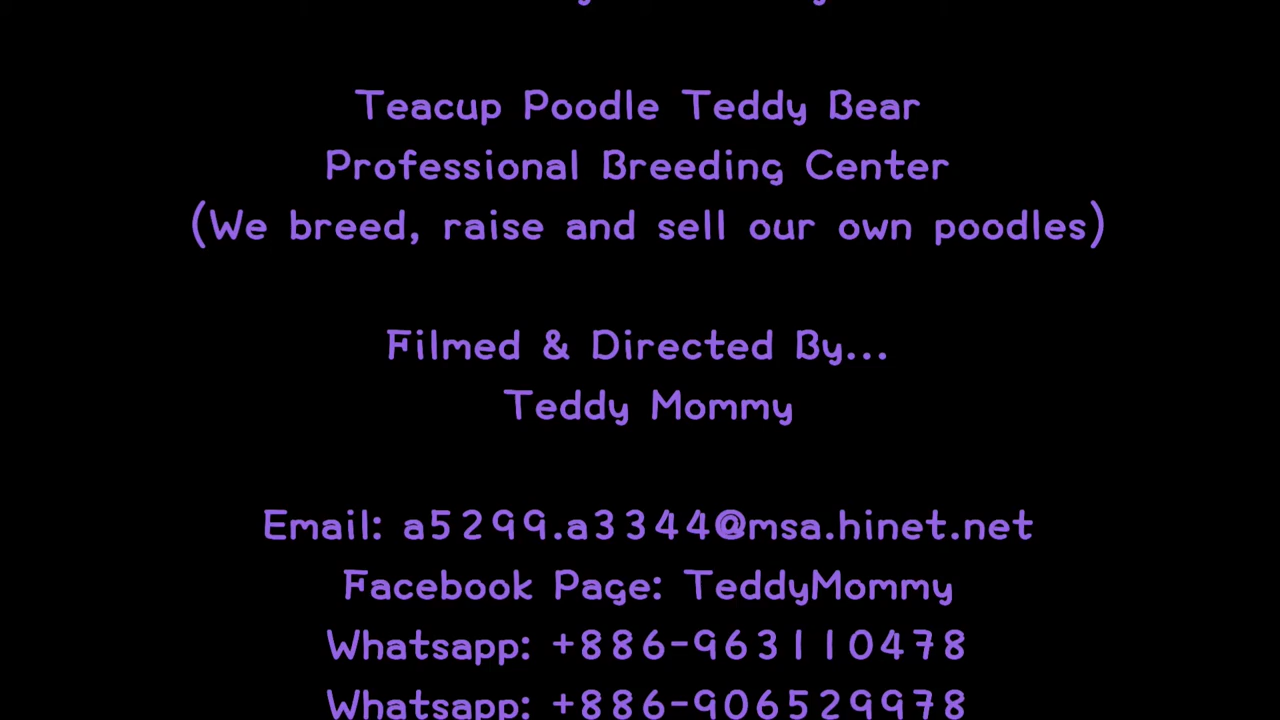 Teacup Poodle Teddy Bear
Professional Breeding Center
(We breed, raise and sell our own poodles)
Filmed & Directed By...
Teddy Mommy
Email: a5299.a3344@msa.hinet.net
Facebook Page: TeddyMommy
Whatsapp: +886-963110478
Whatsapp: +886-906529978